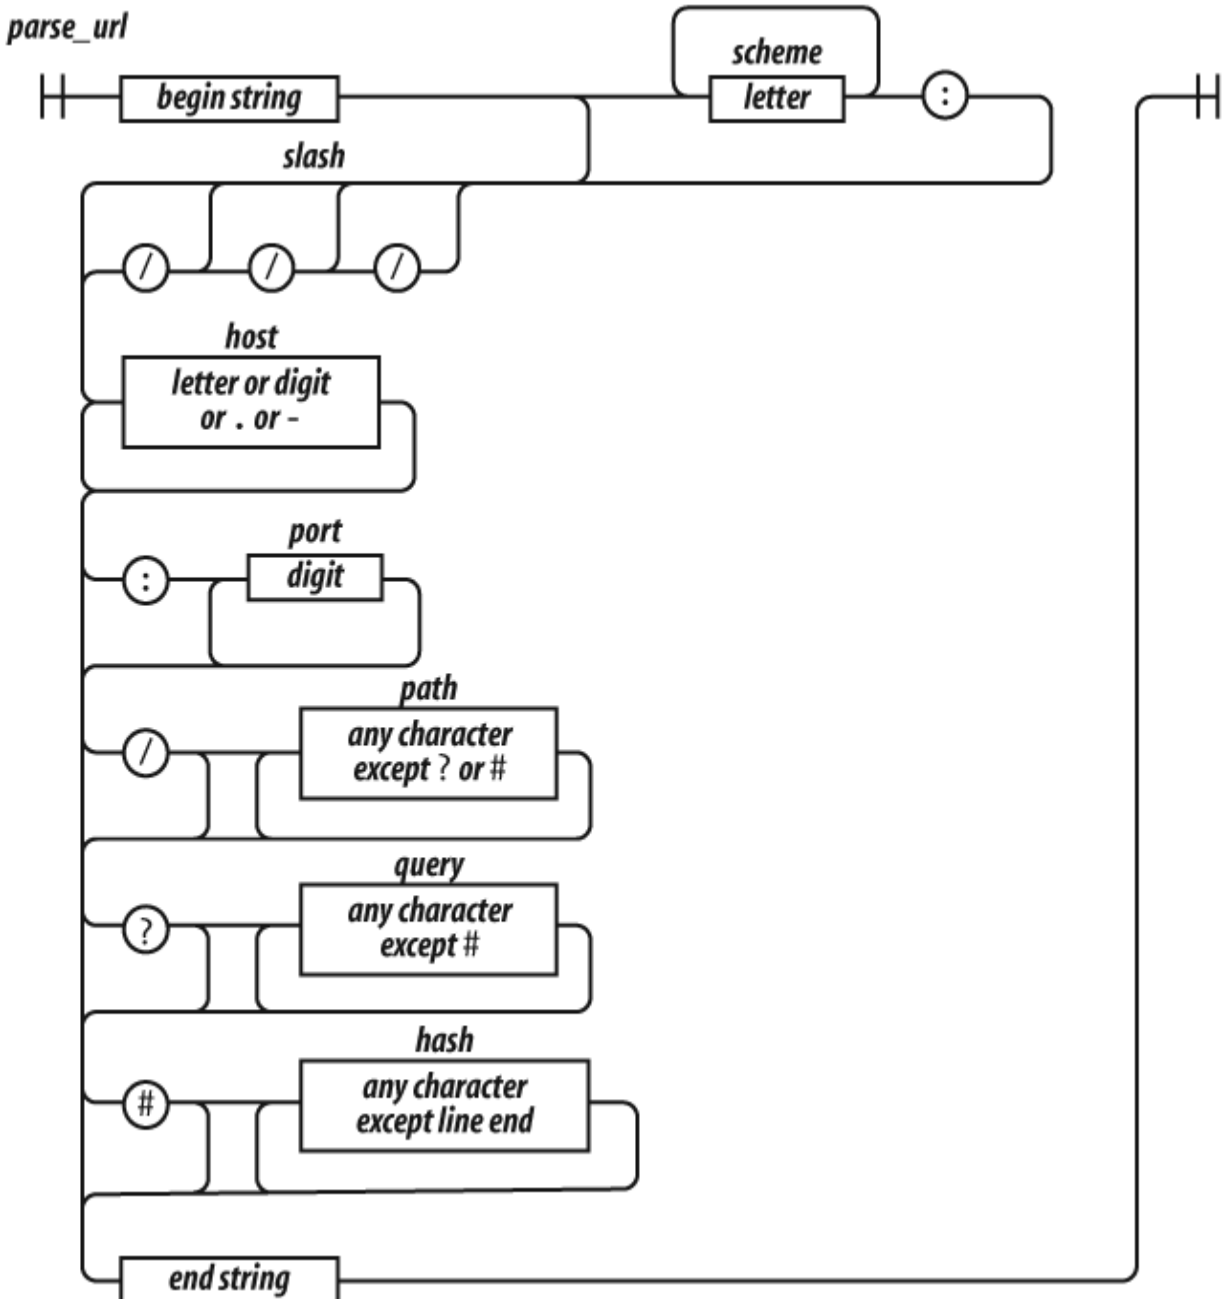 parse_url
scheme
begin string
letter
:
slash
/
/
/
host
letter or digit
or . or -
port
:
digit
path
/
any character
except ? or #
query
?
any character
except #
hash
#
any character
except line end
end string